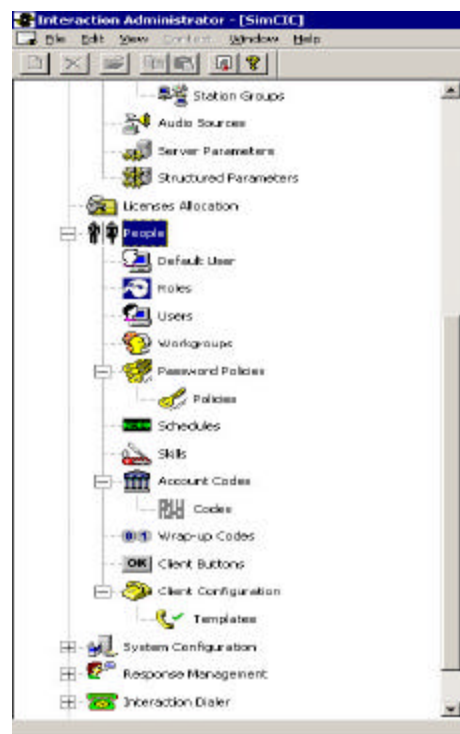 Interaction Administrator - [SimCIC]
File Edit View Context Window Help
Station Groups
Audio Sources
Server Parameters
Structured Parameters
Licenses Allocation
People
Default User
Roles
Users
Workgroups
Password Policies
Policies
Schedules
Skills
Account Codes
Codes
0 1 Wrap-up Codes
OK Client Buttons
Client Configuration
Templates
System Configuration
Response Management
Interaction Dialer